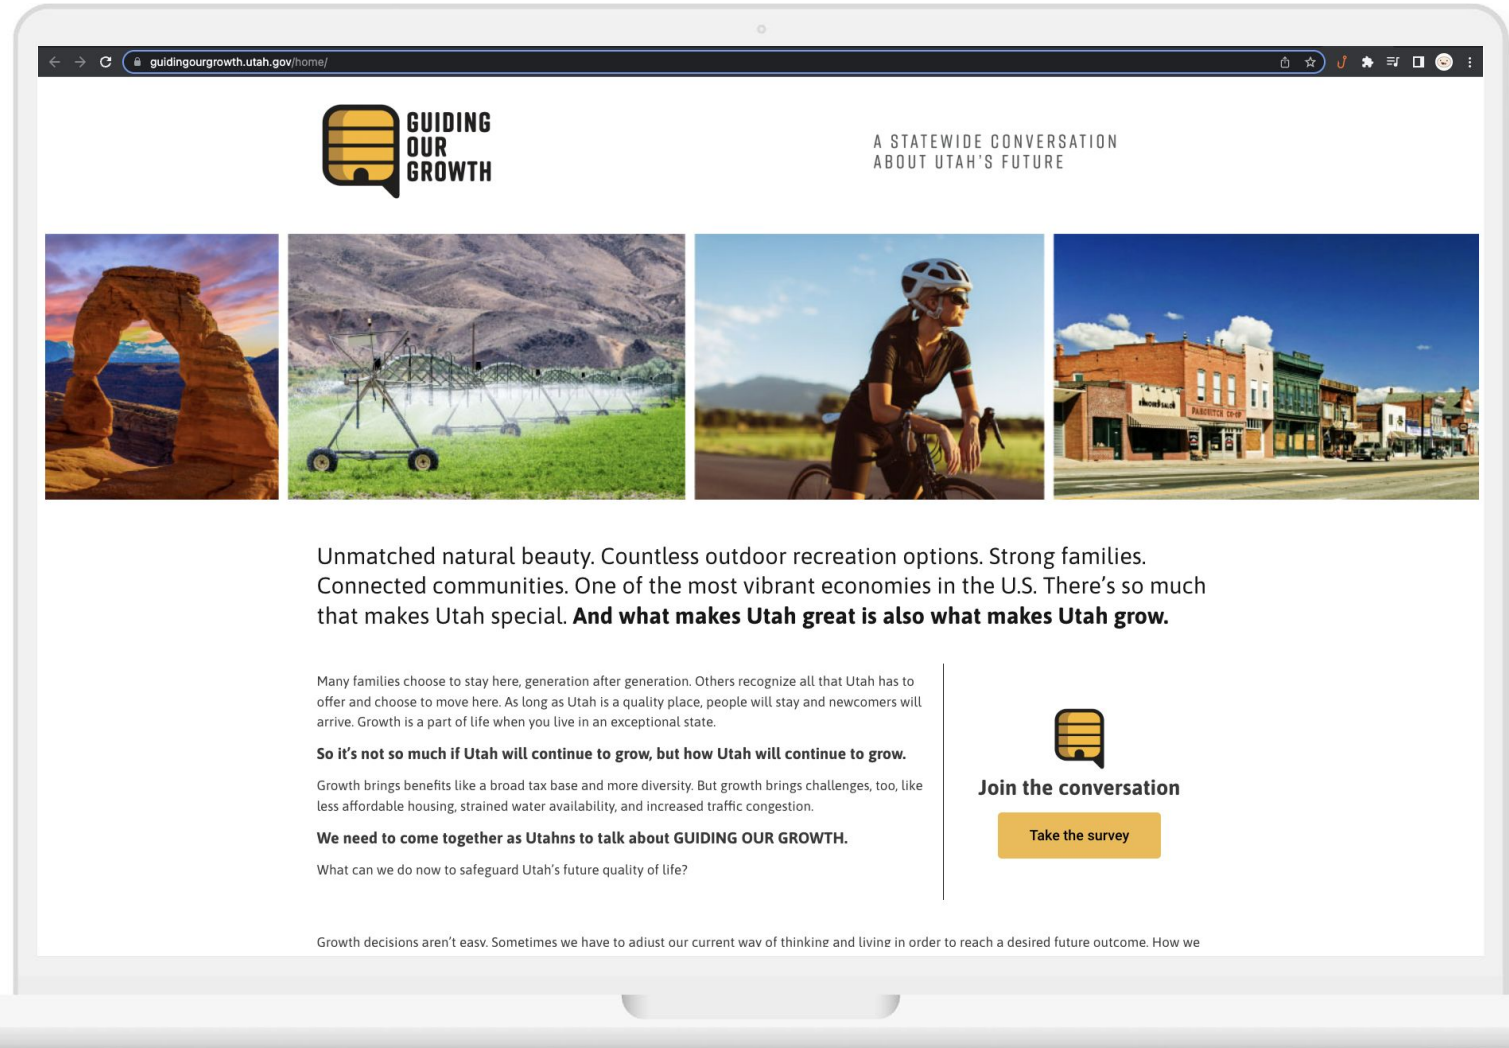 guidingourgrowth.utah.gov/home/
GUIDING
OUR
GROWTH
A STATEWIDE CONVERSATION
ABOUT UTAH'S FUTURE
PANGUITCH CO-OP
Unmatched natural beauty. Countless outdoor recreation options. Strong families.
Connected communities. One of the most vibrant economies in the U.S. There's so much
that makes Utah special. And what makes Utah great is also what makes Utah grow.
Many families choose to stay here, generation after generation. Others recognize all that Utah has to
offer and choose to move here. As long as Utah is a quality place, people will stay and newcomers will
arrive. Growth is a part of life when you live in an exceptional state.
So it's not so much if Utah will continue to grow, but how Utah will continue to grow.
Growth brings benefits like a broad tax base and more diversity. But growth brings challenges, too, like
less affordable housing, strained water availability, and increased traffic congestion.
We need to come together as Utahns to talk about GUIDING OUR GROWTH.
What can we do now to safeguard Utah's future quality of life?
Join the conversation
Take the survey
Growth decisions aren't easy. Sometimes we have to adjust our current way of thinking and living in order to reach a desired future outcome. How we